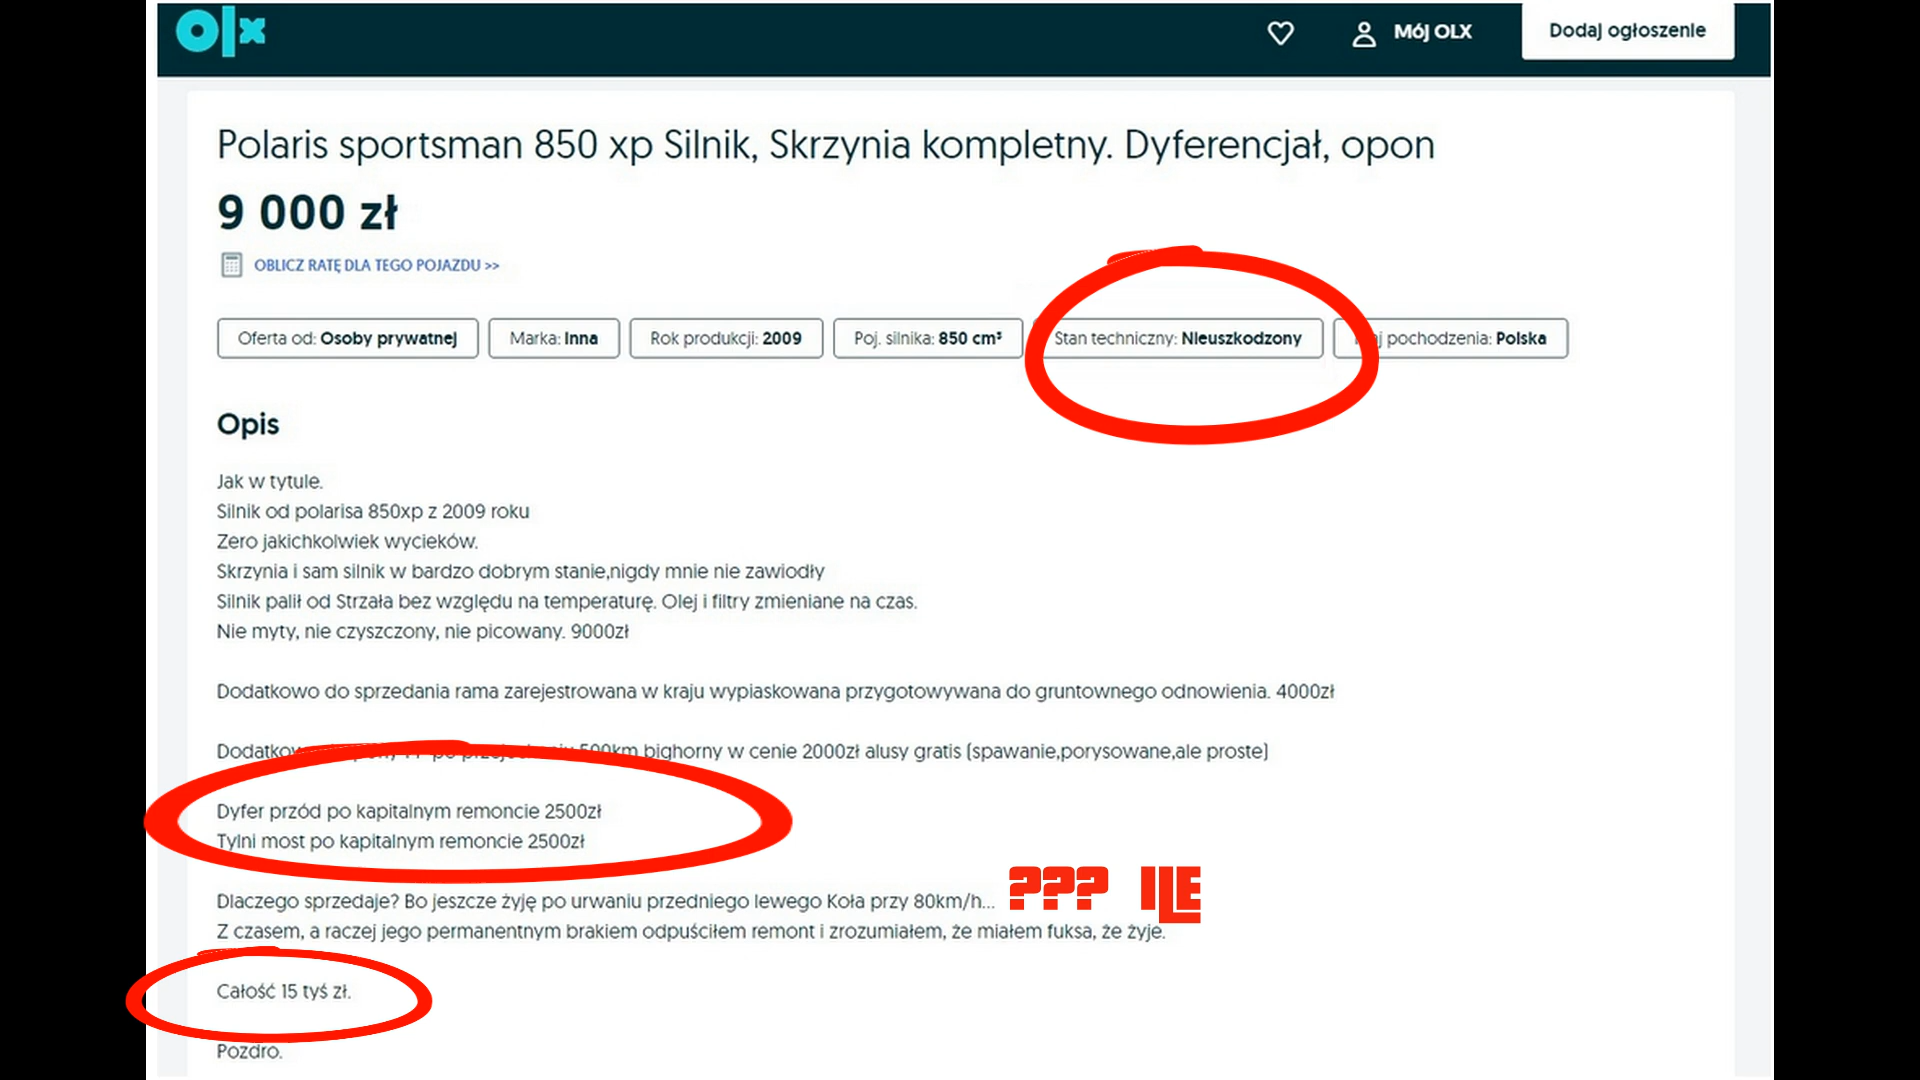 olx
Mój OLX
Dodaj ogłoszenie
Polaris sportsman 850 xp Silnik, Skrzynia kompletny. Dyferencjał, opon
9 000 zł
OBLICZ RATĘ DLA TEGO POJAZDU >>
Oferta od: Osoby prywatnej
Marka: Inna
Rok produkcji: 2009
Poj. silnika: 850 cm³
Stan techniczny: Nieuszkodzony
pochodzenia: Polska
Opis
Jak w tytule.
Silnik od polarisa 850xp z 2009 roku
Zero jakichkolwiek wycieków.
Skrzynia i sam silnik w bardzo dobrym stanie,nigdy mnie nie zawiodły
Silnik palił od Strzała bez względu na temperaturę. Olej i filtry zmieniane na czas.
Nie myty, nie czyszczony, nie picowany. 9000zł
Dodatkowo do sprzedania rama zarejestrowana w kraju wypiaskowana przygotowywana do gruntownego odnowienia. 4000zł
500km bighorny w cenie 2000zł alusy gratis (spawanie,porysowane,ale proste)
Dyfer przód po kapitalnym remoncie 2500zł
Tylni most po kapitalnym remoncie 2500zł
Dlaczego sprzedaje? Bo jeszcze żyję po urwaniu przedniego lewego Koła przy 80km/h... ??? ILE
Z czasem, a raczej jego permanentnym brakiem odpuściłem remont i zrozumiałem, że miałem fuksa, że żyje.
Całość 15 tyś zł.
Pozdro.